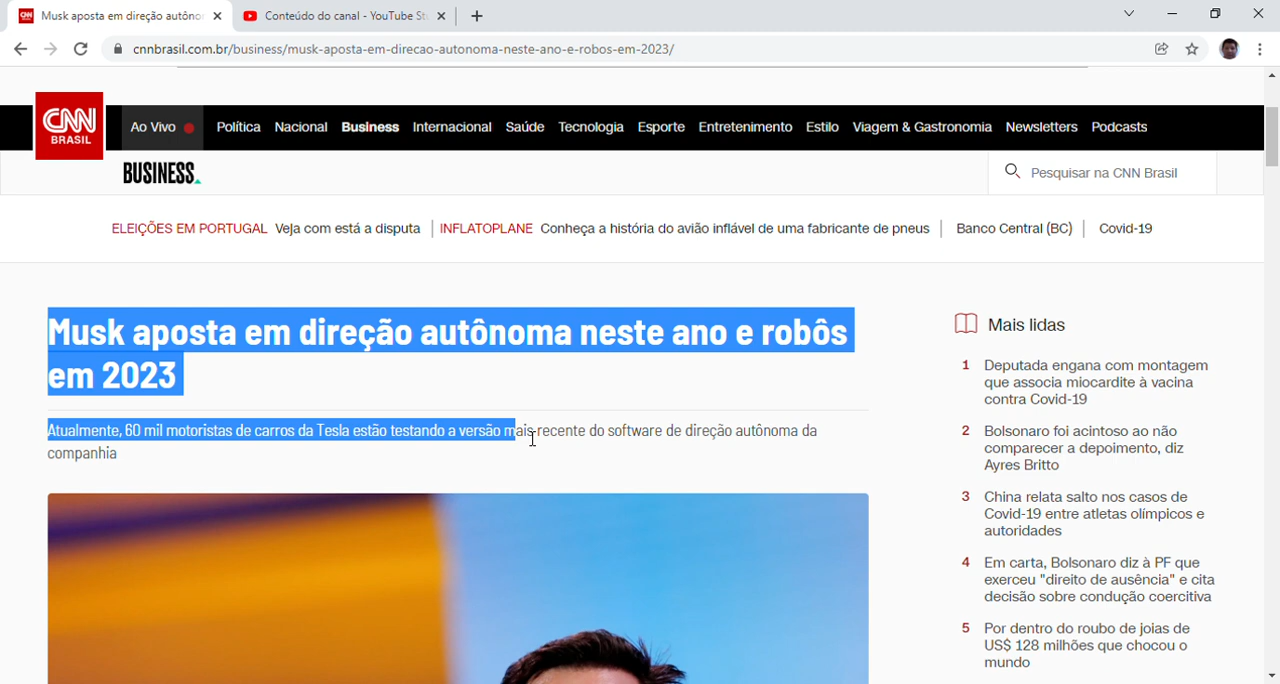 Musk aposta em direção autônor
Conteúdo do canal - YouTube St
cnnbrasil.com.br/business/musk-aposta-em-direcao-autonoma-neste-ano-e-robos-em-2023/
CNN
BRASIL
Ao Vivo
Política
Nacional
Business
Internacional
Saúde
Tecnologia
Esporte
Entretenimento
Estilo
Viagem & Gastronomia
Newsletters
Podcasts
BUSINESS
Pesquisar na CNN Brasil
ELEIÇÕES EM PORTUGAL Veja com está a disputa
INFLATOPLANE Conheça a história do avião inflável de uma fabricante de pneus
Banco Central (BC)
Covid-19
Musk aposta em direção autônoma neste ano e robôs
em 2023
Atualmente, 60 mil motoristas de carros da Tesla estão testando a versão mais recente do software de direção autônoma da
companhia
Mais lidas
1 Deputada engana com montagem
que associa miocardite à vacina
contra Covid-19
2 Bolsonaro foi acintoso ao não
comparecer a depoimento, diz
Ayres Britto
3 China relata salto nos casos de
Covid-19 entre atletas olímpicos e
autoridades
4 Em carta, Bolsonaro diz à PF que
exerceu "direito de ausência" e cita
decisão sobre condução coercitiva
5 Por dentro do roubo de joias de
US$ 128 milhões que chocou o
mundo